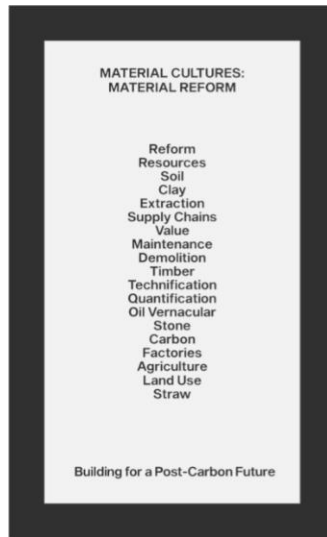 MATERIAL CULTURES:
MATERIAL REFORM
Reform
Resources
Soil
Clay
Extraction
Supply Chains
Value
Maintenance
Demolition
Timber
Technification
Quantification
Oil Vernacular
Stone
Carbon
Factories
Agriculture
Land Use
Straw
Building for a Post-Carbon Future